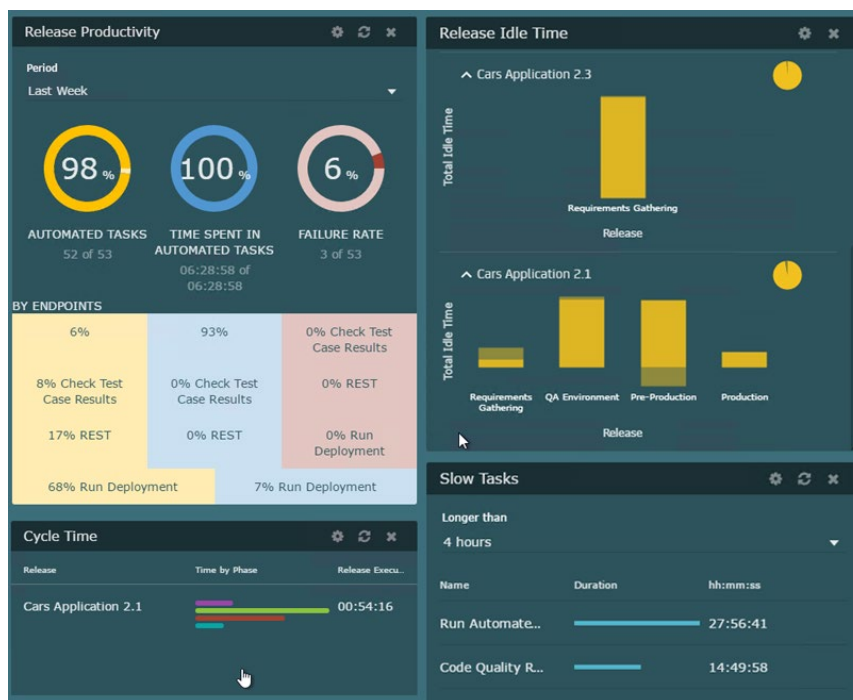 Release Productivity
Period
Last Week
98 %
100 %
6 %
AUTOMATED TASKS
52 of 53
TIME SPENT IN
AUTOMATED TASKS
06:28:58 of
06:28:58
FAILURE RATE
3 of 53
BY ENDPOINTS
6%
93%
0% Check Test
Case Results
8% Check Test
Case Results
0% Check Test
Case Results
0% REST
17% REST
0% REST
0% Run
Deployment
68% Run Deployment
7% Run Deployment
Cycle Time
Release
Time by Phase
Release Execu...
Cars Application 2.1
00:54:16
Release Idle Time
Cars Application 2.3
Total Idle Time
Requirements Gathering
Release
Cars Application 2.1
Total Idle Time
Requirements
Gathering
QA Environment
Pre-Production
Production
Release
Slow Tasks
Longer than
4 hours
Name
Duration
hh:mm:ss
Run Automate...
27:56:41
Code Quality R...
14:49:58